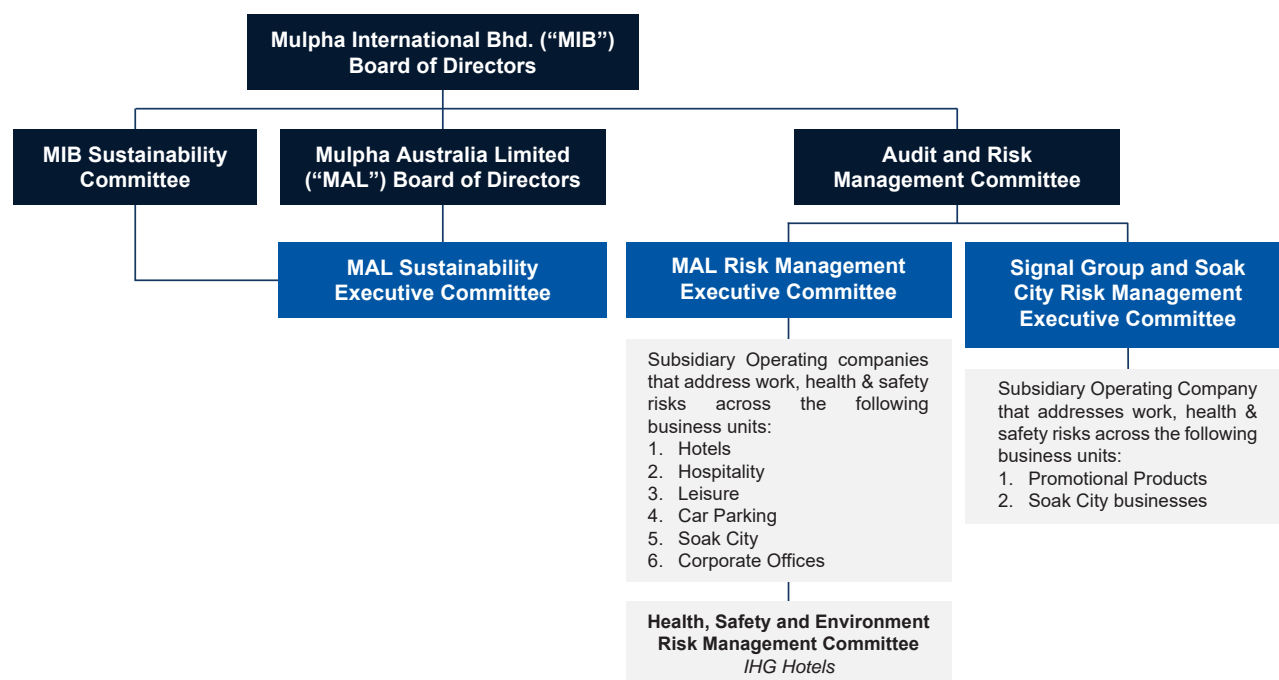 Mulpha International Bhd. (“MIB”)
Board of Directors
MIB Sustainability
Committee
Mulpha Australia Limited
(“MAL”) Board of Directors
Audit and Risk
Management Committee
MAL Sustainability
Executive Committee
MAL Risk Management
Executive Committee
Signal Group and Soak
City Risk Management
Executive Committee
Subsidiary Operating companies
that address work, health & safety
risks across the following
business units:
1. Hotels
2. Hospitality
3. Leisure
4. Car Parking
5. Soak City
6. Corporate Offices
Subsidiary Operating Company
that addresses work, health &
safety risks across the following
business units:
1. Promotional Products
2. Soak City businesses
Health, Safety and Environment
Risk Management Committee
IHG Hotels